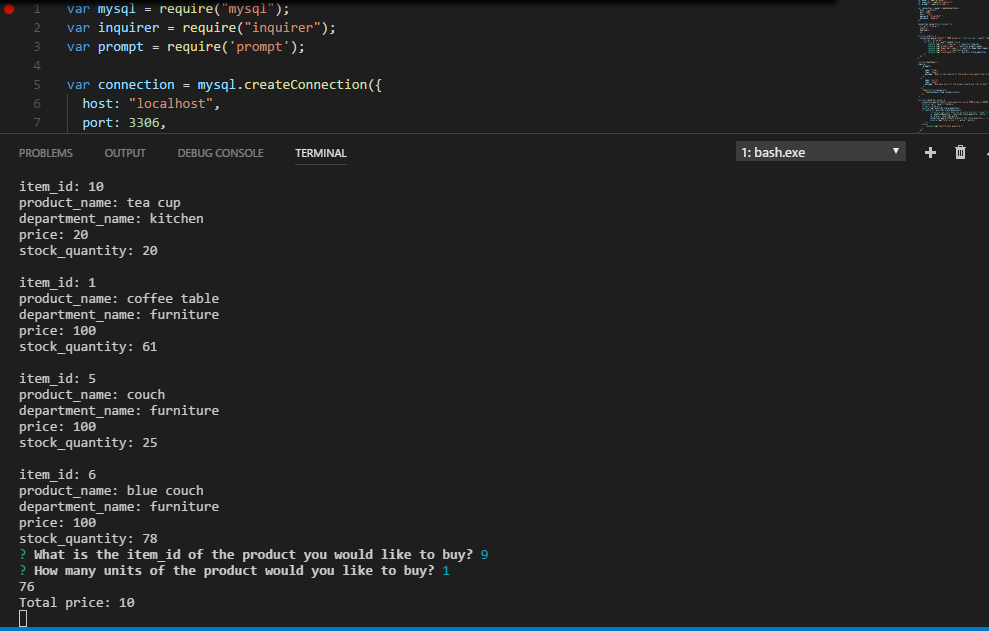 1 var mysql = require("mysql");
2 var inquirer = require("inquirer");
3 var prompt = require('prompt');
4
5 var connection = mysql.createConnection({
6 host: "localhost",
7 port: 3306,
PROBLEMS OUTPUT DEBUG CONSOLE TERMINAL 1: bash.exe
item_id: 10
product_name: tea cup
department_name: kitchen
price: 20
stock_quantity: 20
item_id: 1
product_name: coffee table
department_name: furniture
price: 100
stock_quantity: 61
item_id: 5
product_name: couch
department_name: furniture
price: 100
stock_quantity: 25
item_id: 6
product_name: blue couch
department_name: furniture
price: 100
stock_quantity: 78
? What is the item_id of the product you would like to buy? 9
? How many units of the product would you like to buy? 1
76
Total price: 10